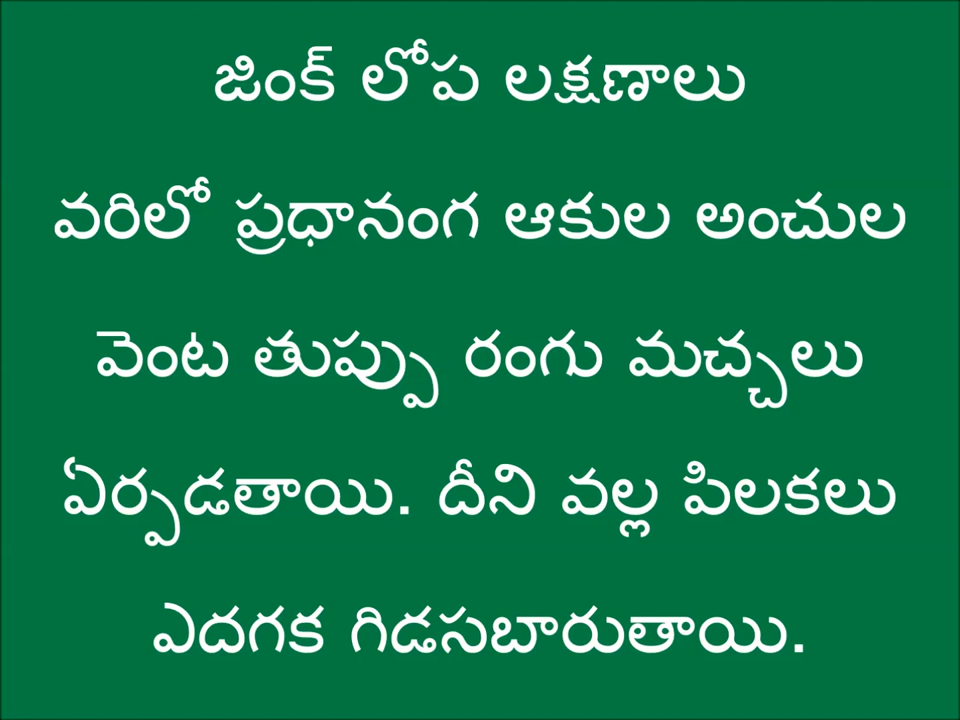 జింక్ లోప లక్షణాలు
వరిలో ప్రధానంగ ఆకుల అంచుల
వెంట తుప్పు రంగు మచ్చలు
ఏర్పడతాయి. దీని వల్ల పిలకలు
ఎదగక గిడసబారుతాయి.